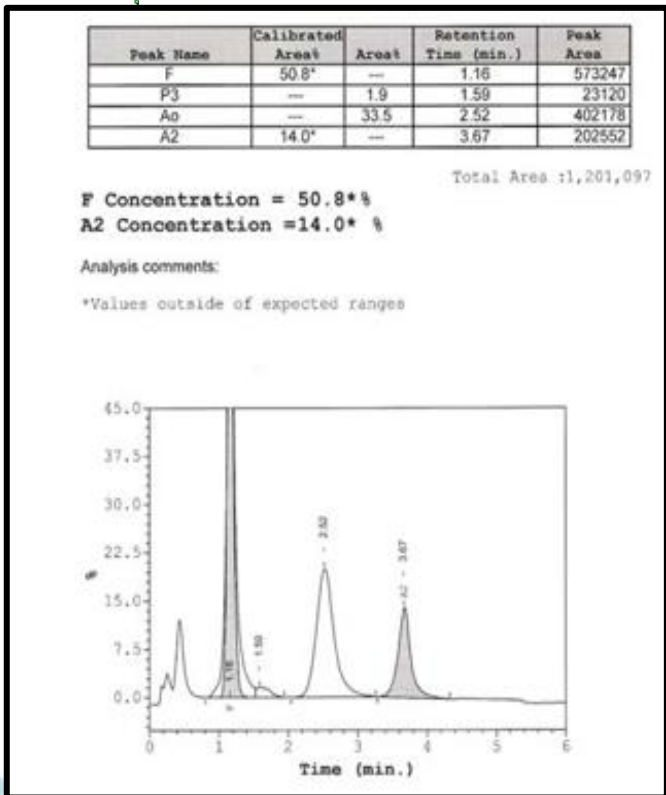 Peak Name Calibrated Area% Area% Retention Time (min.) Peak Area
F 50.8* --- 1.16 573247
P3 --- 1.9 1.59 23120
Ao --- 33.5 2.52 402178
A2 14.0* --- 3.67 202552
Total Area :1,201,097
F Concentration = 50.8*%
A2 Concentration =14.0* %
Analysis comments:
*Values outside of expected ranges
45.0
37.5
30.0
22.5
15.0
7.5
0.0
%
F 1.16
- 1.59
- 2.52
A2 - 3.67
0 1 2 3 4 5 6
Time (min.)